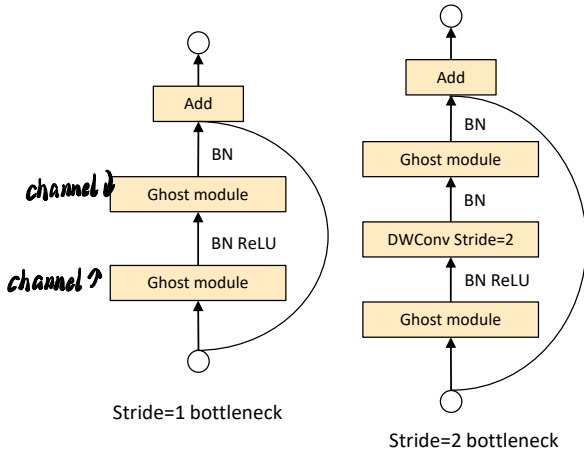 Add
BN
channel↓
Ghost module
BN ReLU
channel↑
Ghost module
Stride=1 bottleneck
Add
BN
Ghost module
BN
DWConv Stride=2
BN ReLU
Ghost module
Stride=2 bottleneck